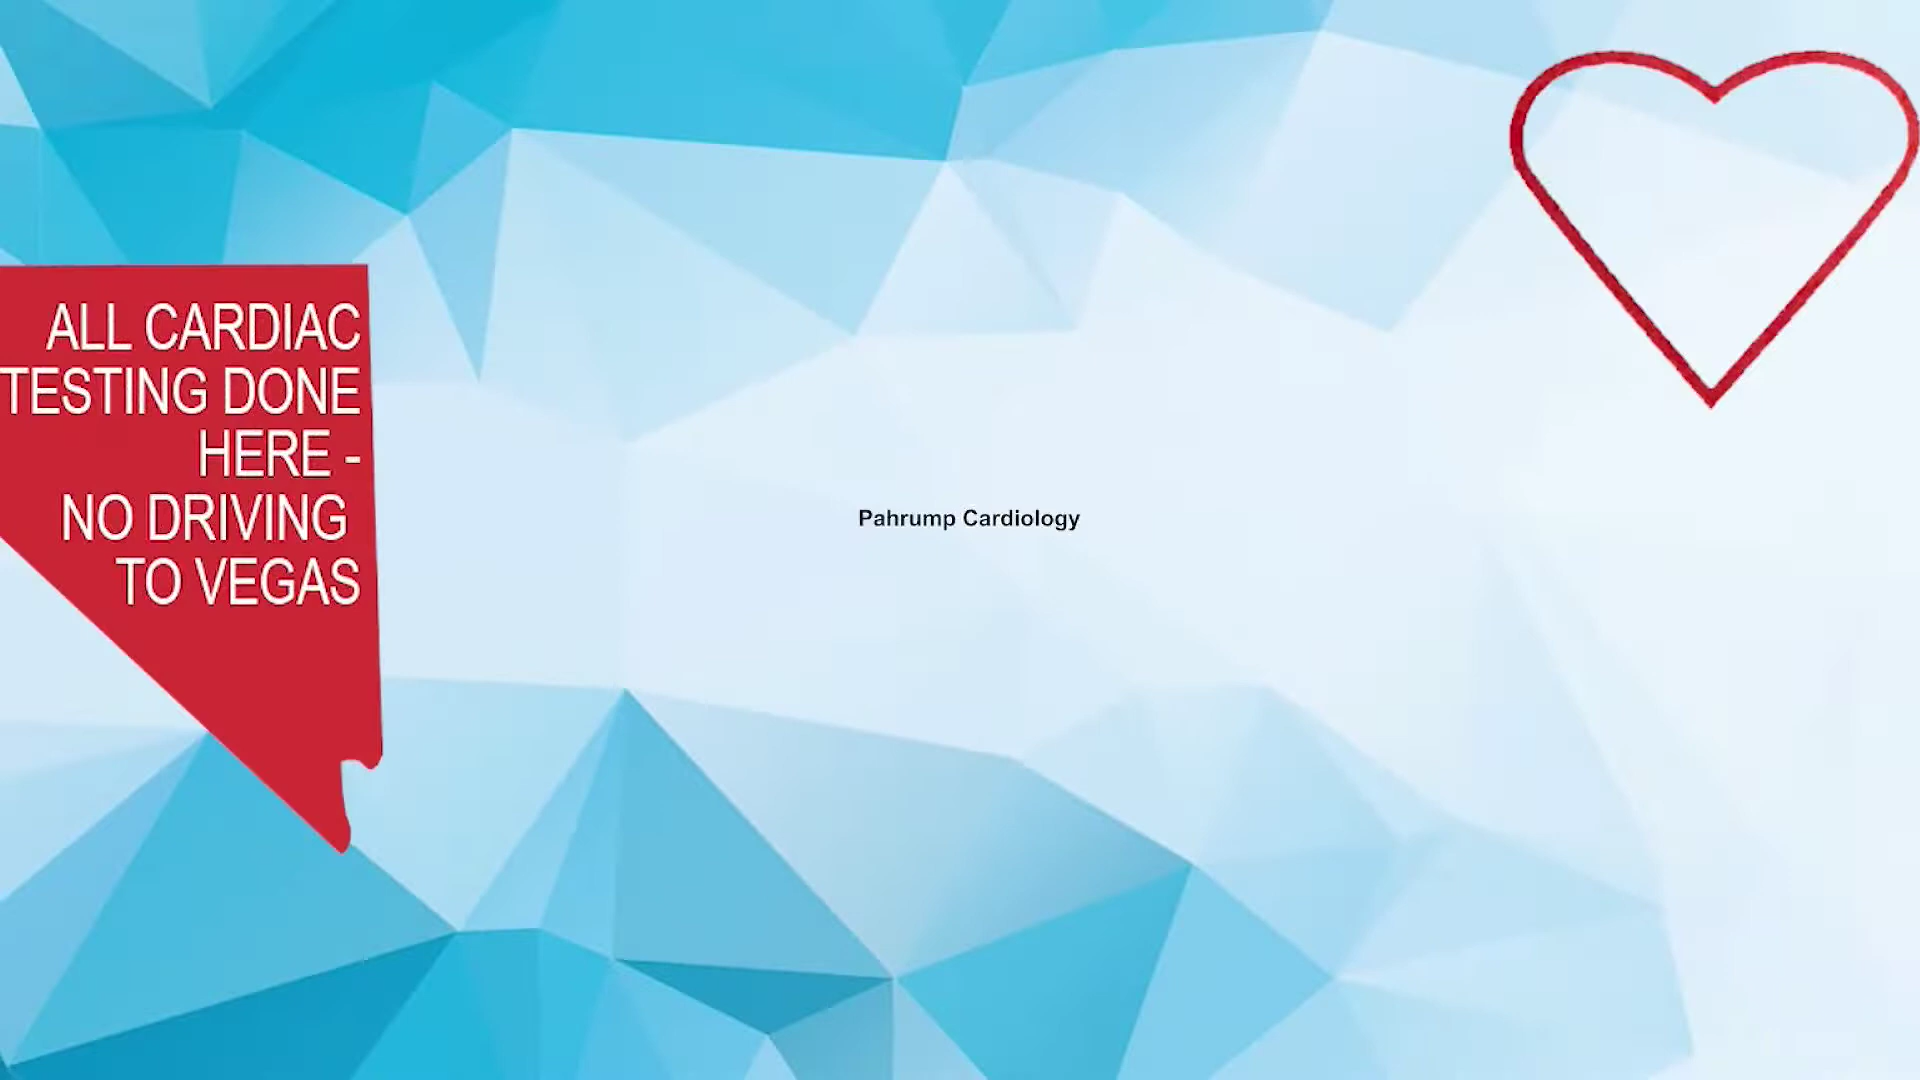 ALL CARDIAC
TESTING DONE
HERE -
NO DRIVING
TO VEGAS
Pahrump Cardiology